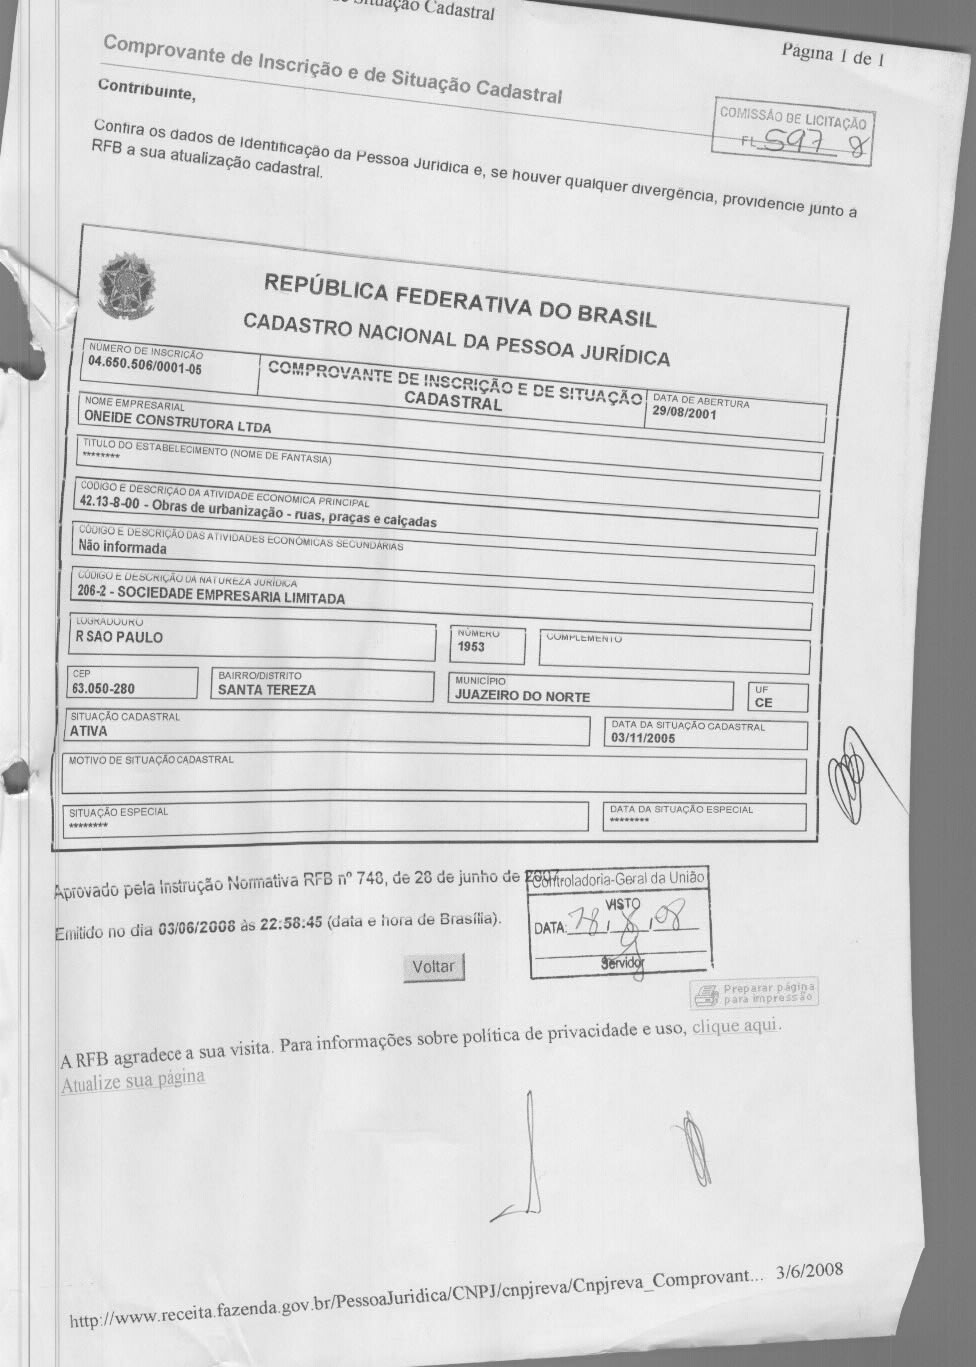 Situação Cadastral
Página 1 de 1
Comprovante de Inscrição e de Situação Cadastral
Contribuinte,
COMISSÃO DE LICITAÇÃO
FL 597 8
Confira os dados de Identificação da Pessoa Jurídica e, se houver qualquer divergência, providencie junto à
RFB a sua atualização cadastral.
REPÚBLICA FEDERATIVA DO BRASIL
CADASTRO NACIONAL DA PESSOA JURÍDICA
NÚMERO DE INSCRIÇÃO
04.650.506/0001-05
COMPROVANTE DE INSCRIÇÃO E DE SITUAÇÃO
CADASTRAL
DATA DE ABERTURA
29/08/2001
NOME EMPRESARIAL
ONEIDE CONSTRUTORA LTDA
TÍTULO DO ESTABELECIMENTO (NOME DE FANTASIA)
********
CÓDIGO E DESCRIÇÃO DA ATIVIDADE ECONÔMICA PRINCIPAL
42.13-8-00 - Obras de urbanização - ruas, praças e calçadas
CÓDIGO E DESCRIÇÃO DAS ATIVIDADES ECONÔMICAS SECUNDÁRIAS
Não informada
CÓDIGO E DESCRIÇÃO DA NATUREZA JURÍDICA
206-2 - SOCIEDADE EMPRESARIA LIMITADA
LOGRADOURO
R SAO PAULO
NÚMERO
1953
COMPLEMENTO
CEP
63.050-280
BAIRRO/DISTRITO
SANTA TEREZA
MUNICÍPIO
JUAZEIRO DO NORTE
UF
CE
SITUAÇÃO CADASTRAL
ATIVA
DATA DA SITUAÇÃO CADASTRAL
03/11/2005
MOTIVO DE SITUAÇÃO CADASTRAL
SITUAÇÃO ESPECIAL
********
DATA DA SITUAÇÃO ESPECIAL
********
Aprovado pela Instrução Normativa RFB nº 748, de 28 de junho de 2007.
Emitido no dia 03/06/2008 às 22:58:45 (data e hora de Brasília).
Controladoria-Geral da União
VISTO
DATA: 28/8/08
Servidor
Voltar
Preparar página
para impressão
A RFB agradece a sua visita. Para informações sobre política de privacidade e uso, clique aqui.
Atualize sua página
http://www.receita.fazenda.gov.br/PessoaJuridica/CNPJ/cnpjreva/Cnpjreva_Comprovant... 3/6/2008